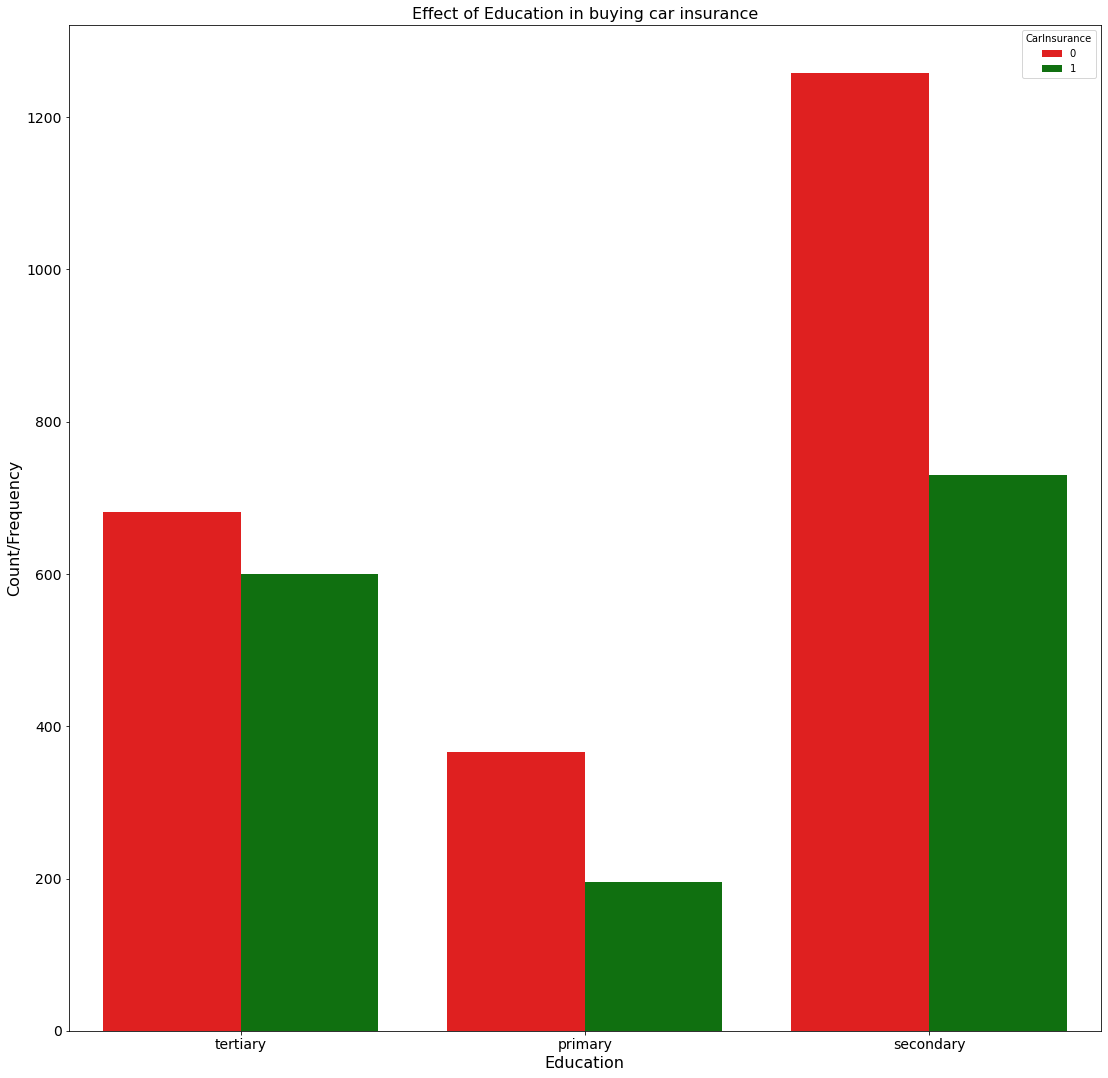 Effect of Education in buying car insurance
CarInsurance
0
1
1200
1000
800
600
400
200
0
Count/Frequency
tertiary primary secondary
Education